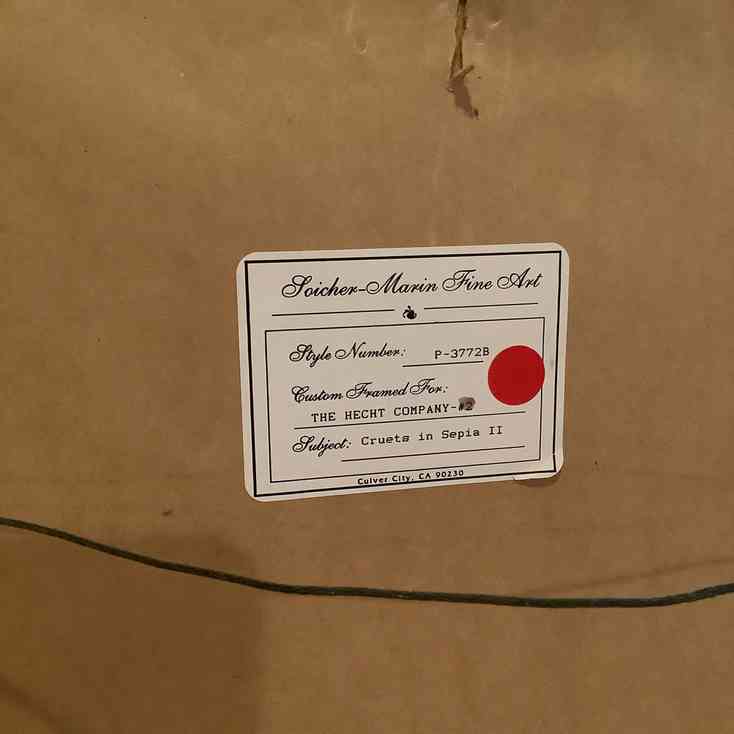 Soicher-Marin Fine Art
Style Number: P-3772B
Custom Framed For:
THE HECHT COMPANY-#2
Subject: Cruets in Sepia II
Culver City, CA 90230